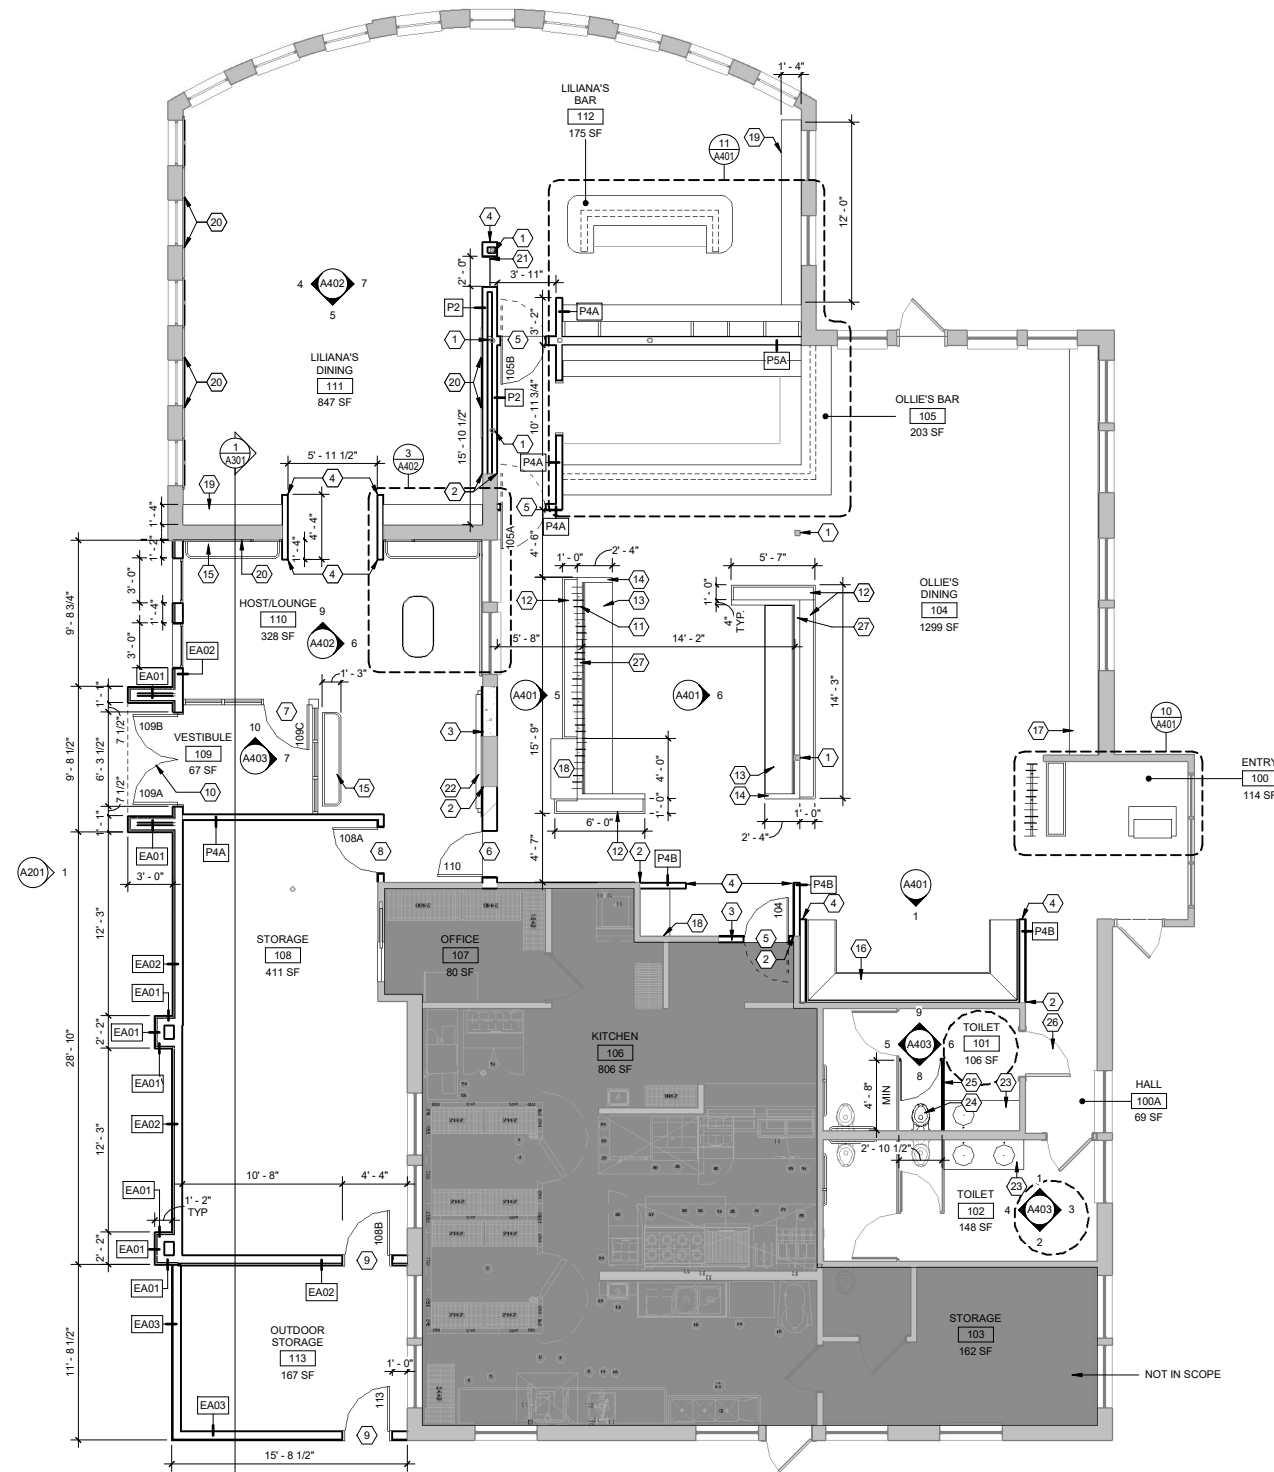 1' - 4"
LILIANA'S
BAR
112
175 SF
11
A401
19
12' - 0"
20
4
1
21
2' - 0"
3' - 11"
4
A402
7
5
P2
3' - 2"
P4A
1
5
105B
P5A
LILIANA'S
DINING
111
847 SF
20
20
P2
10' - 11 3/4"
15' - 10 1/2"
OLLIE'S BAR
105
203 SF
1
A301
5' - 11 1/2"
3
A402
1
P4A
19
4
2
5
P4A
1' - 4"
4' - 4"
1' - 4"
105A
4' - 6"
1
1' - 2"
15
20
4
1' - 0"
2' - 4"
5' - 7"
9' - 8 3/4"
3' - 0"
1' - 4"
3' - 0"
HOST/LOUNGE
110
328 SF
9
A402
6
12
14
13
11
27
1' - 0"
4"
TYP.
12
27
OLLIE'S
DINING
104
1299 SF
EA02
EA01
5' - 8"
14' - 2"
1' - 3"
A401
5
A401
6
14' - 3"
1' - 1"
7 1/2"
109B
VESTIBULE
109
67 SF
7
109C
10
A403
7
3
15' - 9"
17
10
A401
9' - 8 1/2"
6' - 3 1/2"
7 1/2"
109A
10
15
22
2
18
4' - 0"
1' - 0"
13
14
1
ENTRY
100
114 SF
1' - 1"
6' - 0"
2' - 4"
1' - 0"
EA01
P4A
108A
8
110
6
4' - 7"
12
2
P4B
A201
1
3' - 0"
4
P4B
4
A401
1
4
P4B
12' - 3"
STORAGE
108
411 SF
OFFICE
107
80 SF
18
3
104
5
2
16
EA02
EA01
2
26
EA01
2' - 2"
28' - 10"
KITCHEN
106
806 SF
9
5
A403
6
8
TOILET
101
106 SF
EA01
4' - 8"
MIN
25
23
24
HALL
100A
69 SF
EA02
12' - 3"
2' - 10 1/2"
10' - 8"
4' - 4"
EA01
1' - 2"
TYP
23
TOILET
102
148 SF
1
4
A403
3
2
108B
EA01
2' - 2"
9
EA02
EA01
EA03
11' - 8 1/2"
OUTDOOR
STORAGE
113
167 SF
STORAGE
103
162 SF
1' - 0"
NOT IN SCOPE
EA03
113
9
15' - 8 1/2"